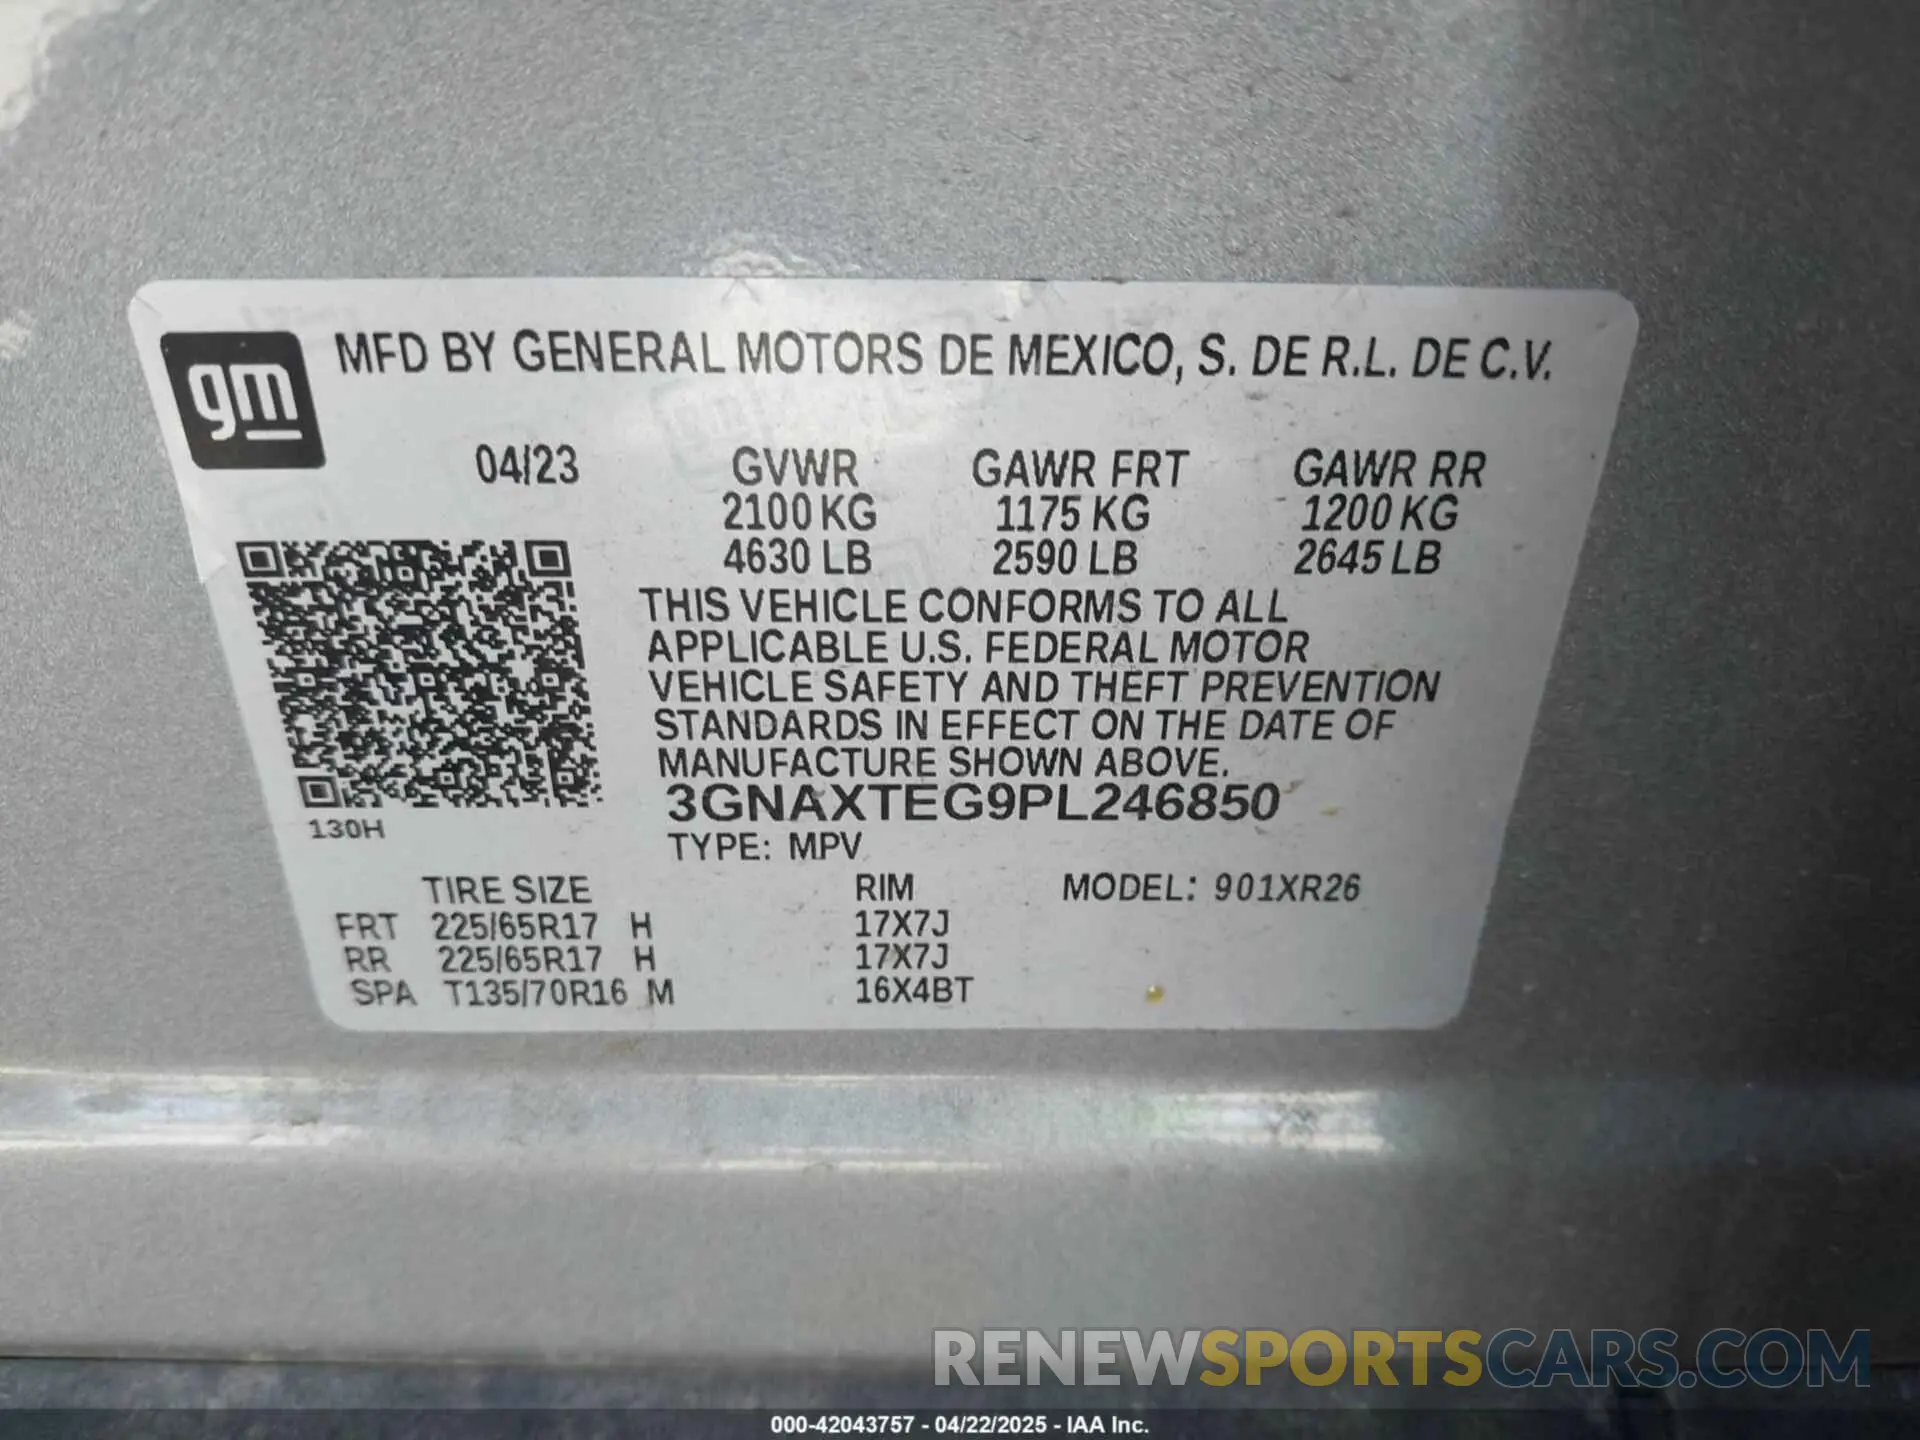 gm
MFD BY GENERAL MOTORS DE MEXICO, S. DE R.L. DE C.V.
04/23 GVWR GAWR FRT GAWR RR
2100 KG 1175 KG 1200 KG
4630 LB 2590 LB 2645 LB
THIS VEHICLE CONFORMS TO ALL
APPLICABLE U.S. FEDERAL MOTOR
VEHICLE SAFETY AND THEFT PREVENTION
STANDARDS IN EFFECT ON THE DATE OF
MANUFACTURE SHOWN ABOVE.
3GNAXTEG9PL246850
130H
TYPE: MPV
TIRE SIZE RIM MODEL: 901XR26
FRT 225/65R17 H 17X7J
RR 225/65R17 H 17X7J
SPA T135/70R16 M 16X4BT
RENEWSPORTSCARS.COM
000-42043757 - 04/22/2025 - IAA Inc.